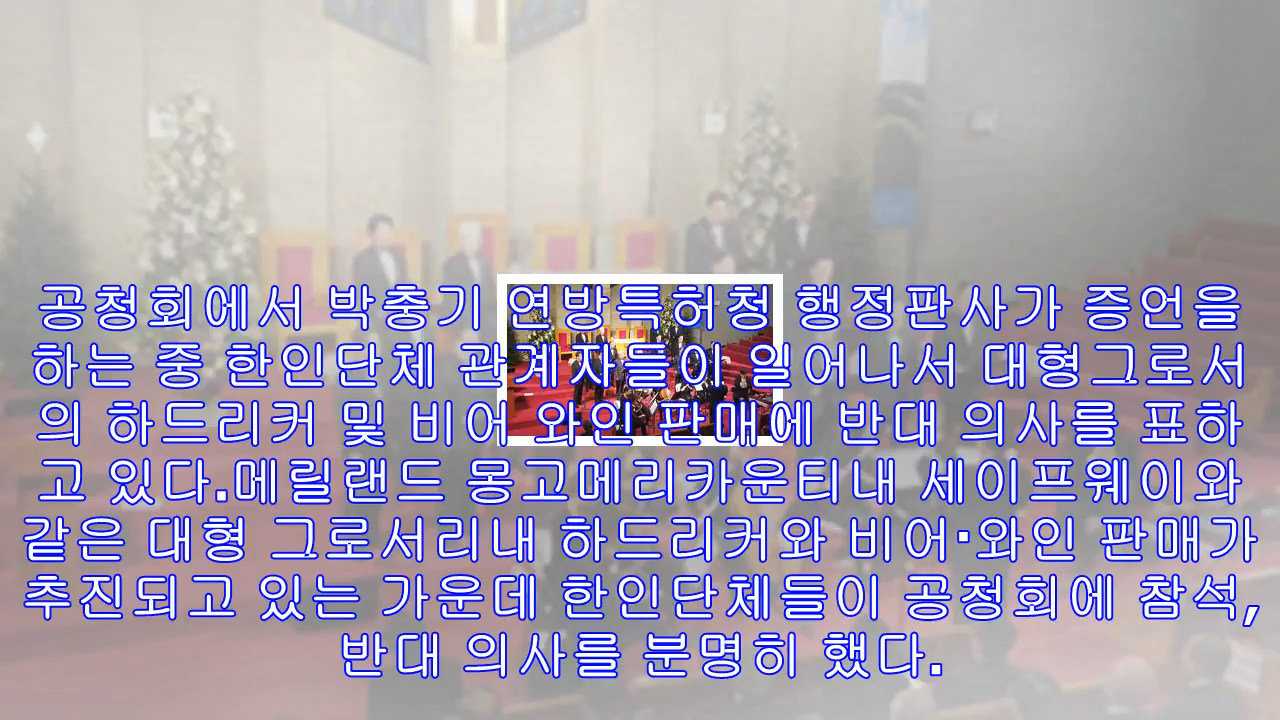 공청회에서 박충기 연방특허청 행정판사가 증언을
하는 중 한인단체 관계자들이 일어나서 대형그로서
의 하드리커 및 비어 와인 판매에 반대 의사를 표하
고 있다.메릴랜드 몽고메리카운티내 세이프웨이와
같은 대형 그로서리내 하드리커와 비어·와인 판매가
추진되고 있는 가운데 한인단체들이 공청회에 참석,
반대 의사를 분명히 했다.